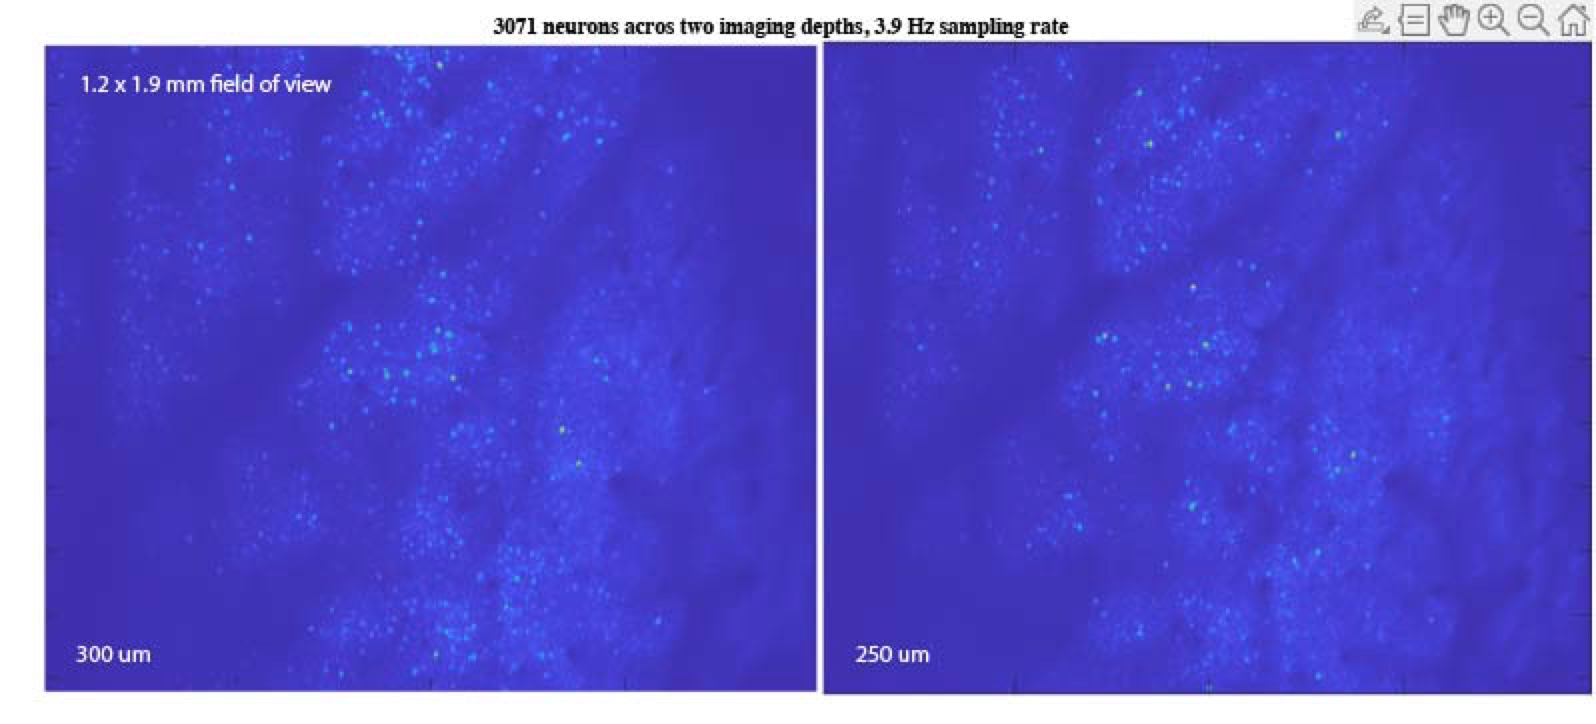 3071 neurons acros two imaging depths, 3.9 Hz sampling rate
1.2 x 1.9 mm field of view
300 um
250 um